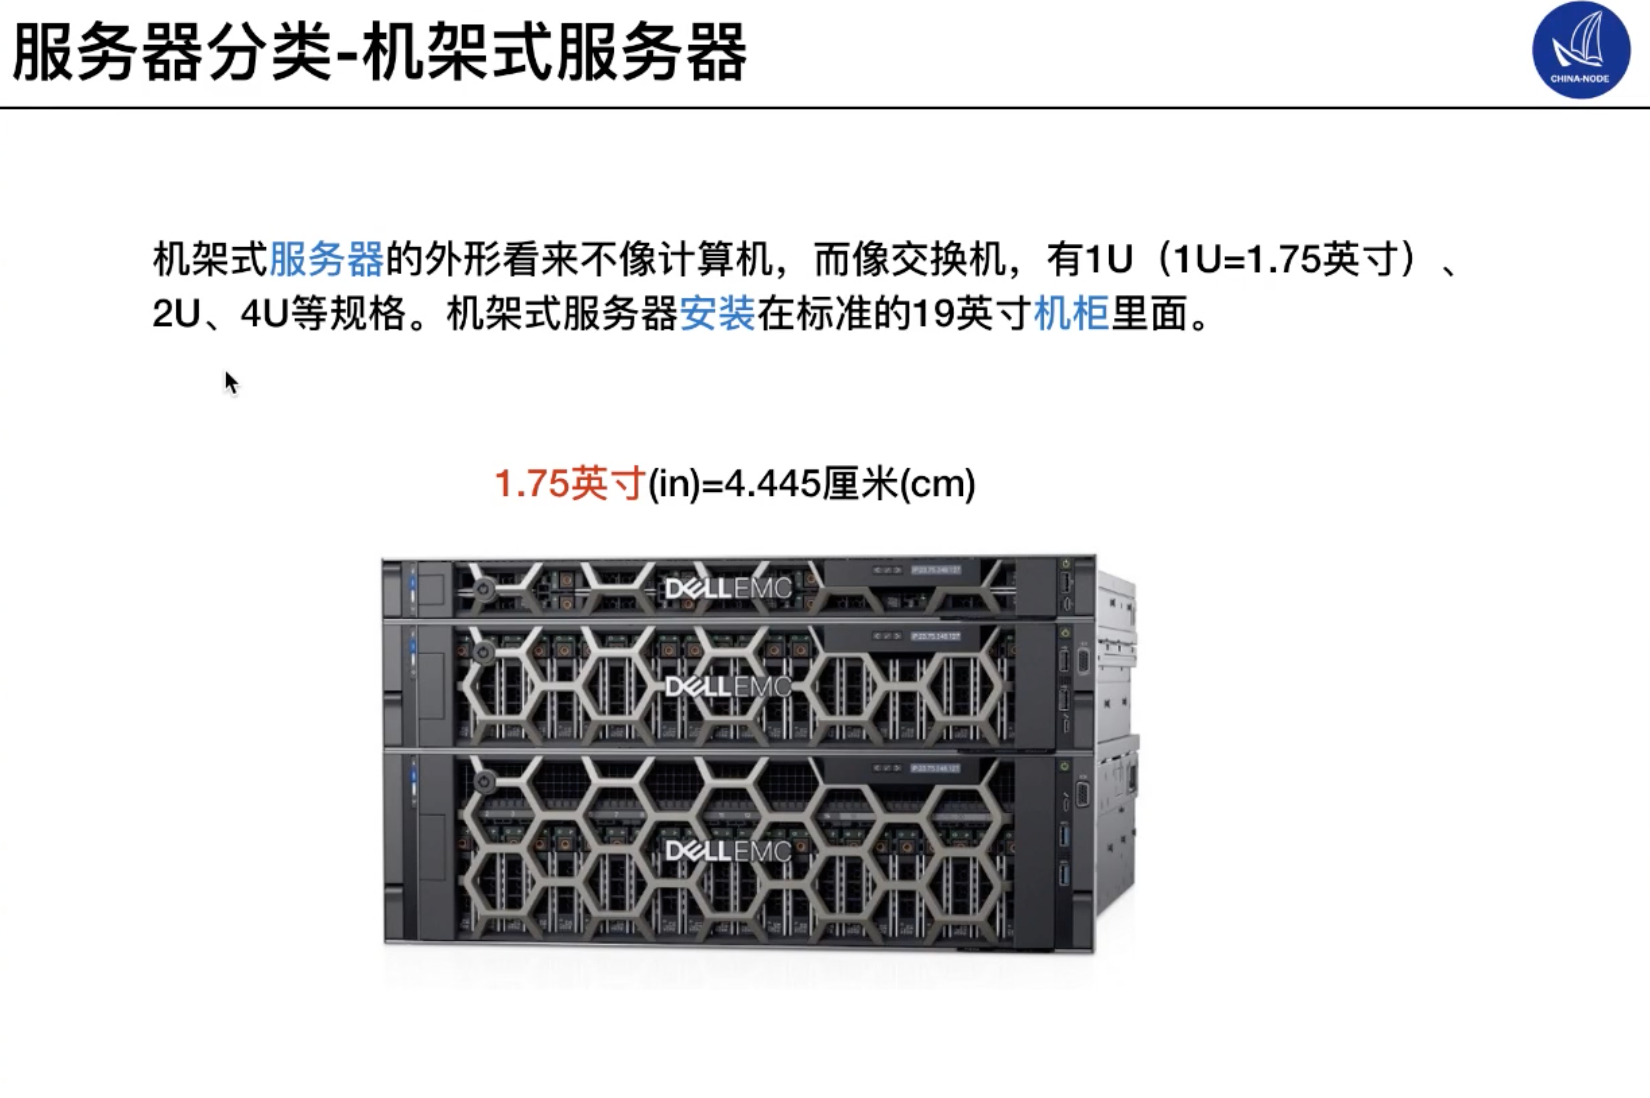 服务器分类-机架式服务器
CHINA-NODE
机架式服务器的外形看来不像计算机，而像交换机，有1U（1U=1.75英寸）、
2U、4U等规格。机架式服务器安装在标准的19英寸机柜里面。
1.75英寸(in)=4.445厘米(cm)
DELLEMC
DELLEMC
DELLEMC